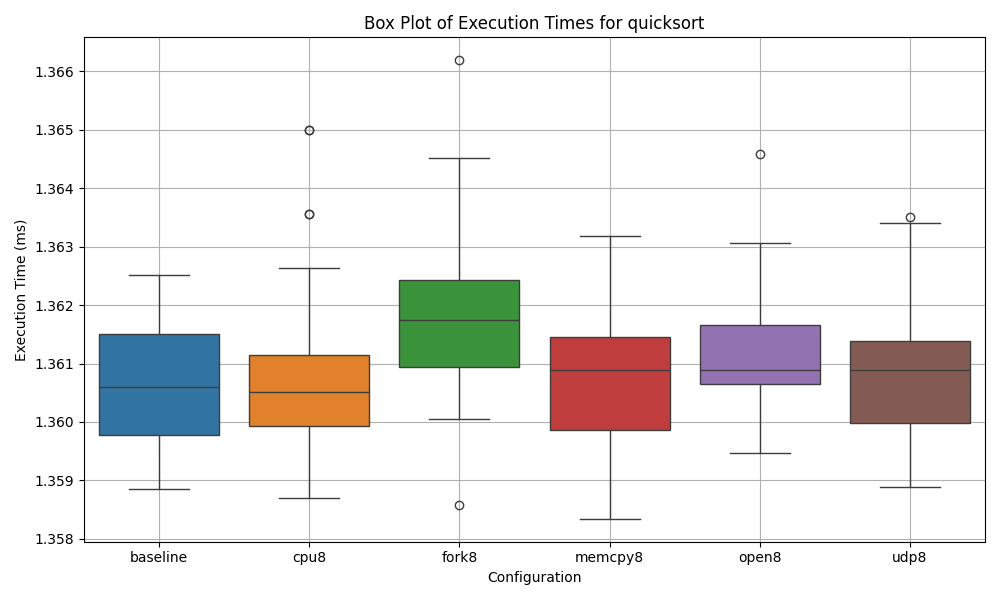 Box Plot of Execution Times for quicksort
1.366
1.365
1.364
1.363
1.362
1.361
1.360
1.359
1.358
Execution Time (ms)
baseline cpu8 fork8 memcpy8 open8 udp8
Configuration